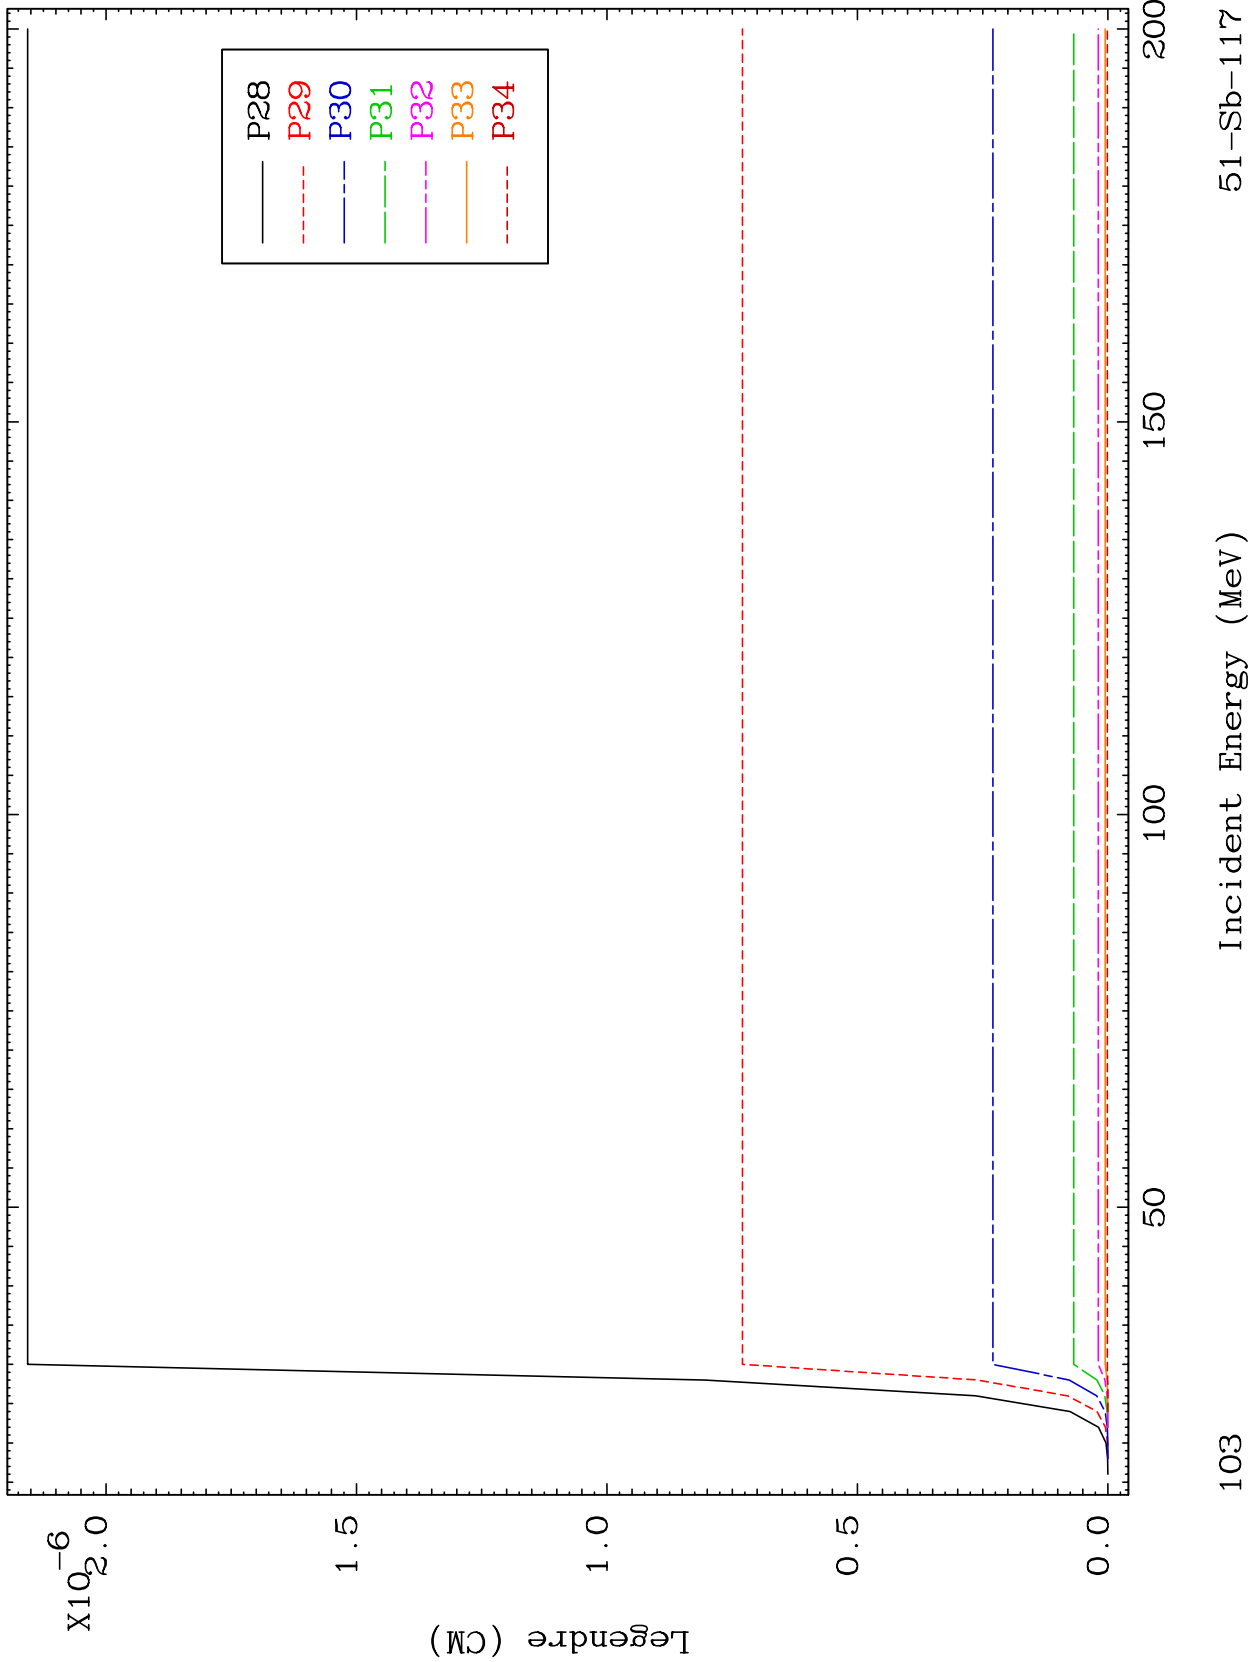 X10-6
2.0
1.5
1.0
0.5
0.0
Legendre (CM)
P28
P29
P30
P31
P32
P33
P34
50
100
150
200
Incident Energy (MeV)
103
51-Sb-117